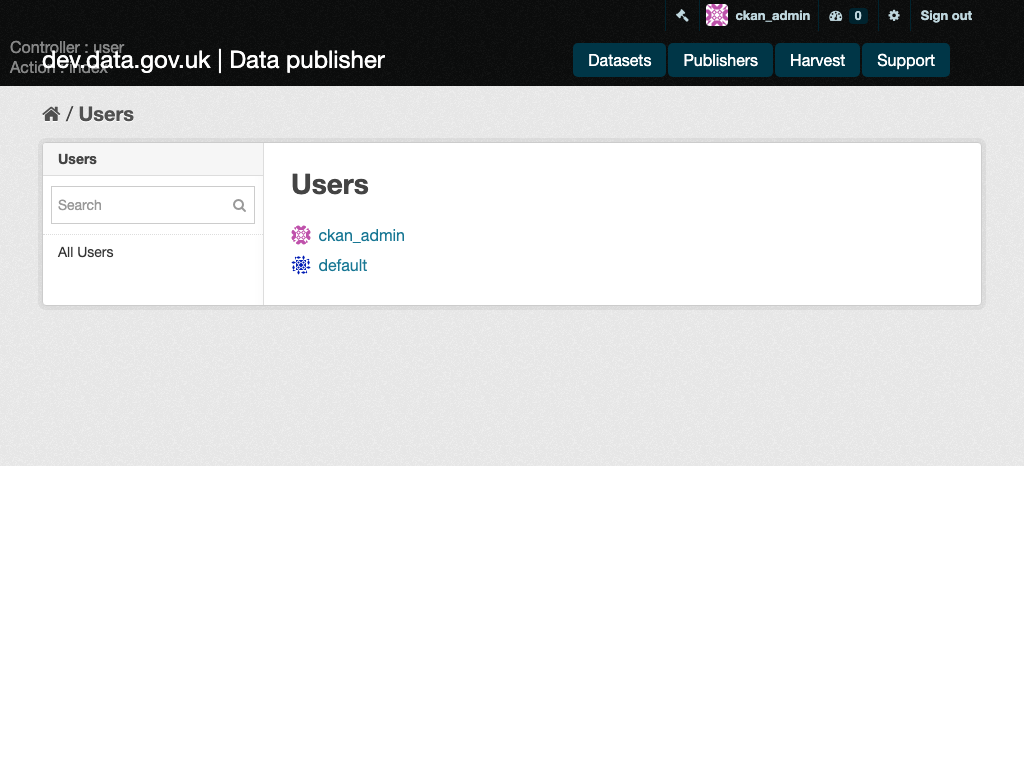 ckan_admin 0 Sign out
Controller : user
Action : index
dev.data.gov.uk | Data publisher
Datasets Publishers Harvest Support
/ Users
Users
Search
All Users
Users
ckan_admin
default